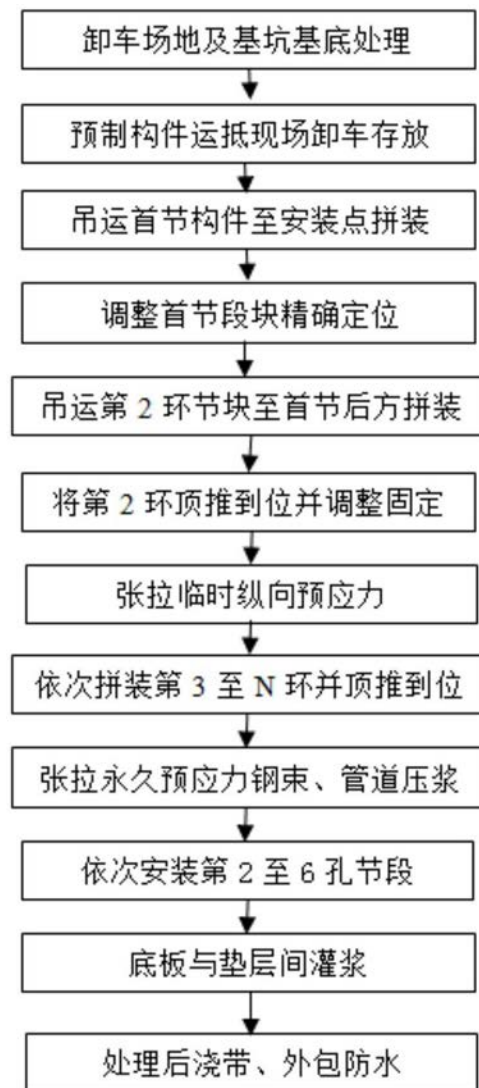 卸车场地及基坑基底处理
预制构件运抵现场卸车存放
吊运首节构件至安装点拼装
调整首节段块精确定位
吊运第 2 环节块至首节后方拼装
将第 2 环顶推到位并调整固定
张拉临时纵向预应力
依次拼装第 3 至 N 环并顶推到位
张拉永久预应力钢束、管道压浆
依次安装第 2 至 6 孔节段
底板与垫层间灌浆
处理后浇带、外包防水